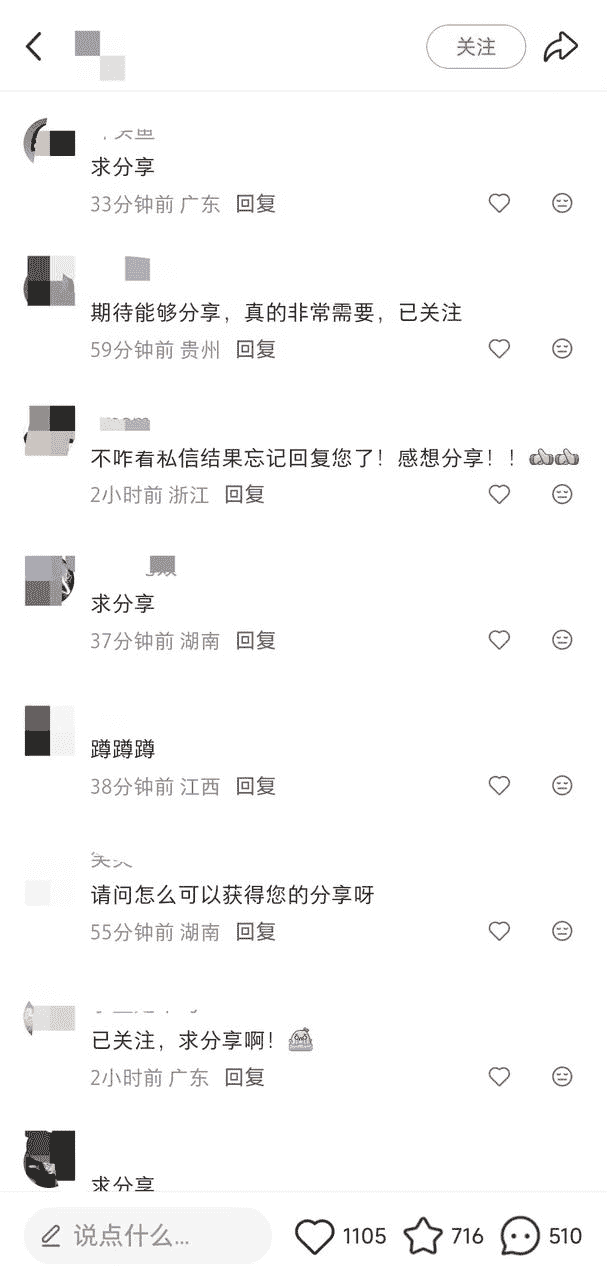 关注
求分享
33分钟前 广东 回复
期待能够分享，真的非常需要，已关注
59分钟前 贵州 回复
不咋看私信结果忘记回复您了！感想分享！！
2小时前 浙江 回复
求分享
37分钟前 湖南 回复
蹲蹲蹲
38分钟前 江西 回复
请问怎么可以获得您的分享呀
55分钟前 湖南 回复
已关注，求分享啊！
2小时前 广东 回复
求分享
说点什么... 1105 716 510